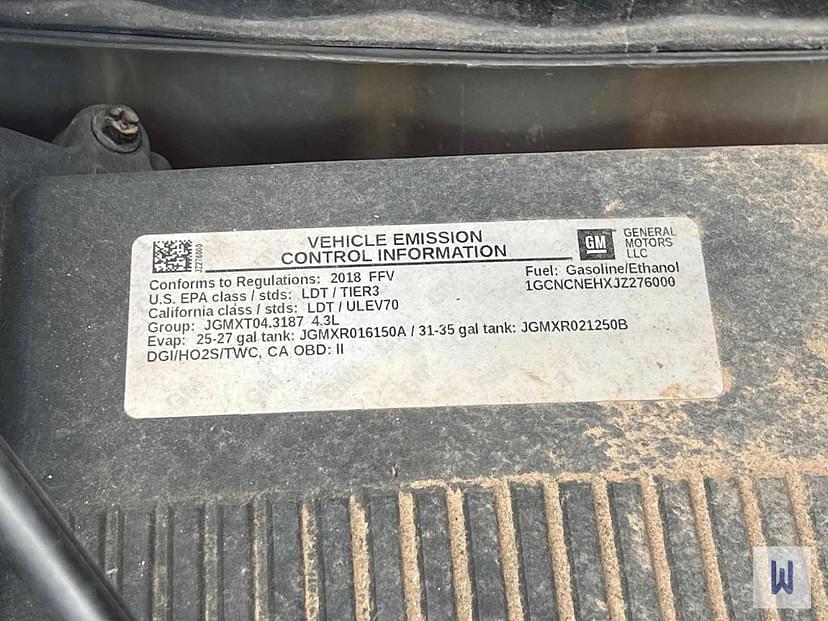 VEHICLE EMISSION
CONTROL INFORMATION
JZ276000
GM
GENERAL
MOTORS
LLC
Conforms to Regulations: 2018 FFV
Fuel: Gasoline/Ethanol
U.S. EPA class / stds: LDT / TIER3
1GCNCNEHXJZ276000
California class / stds: LDT / ULEV70
Group: JGMXT04.3187 4.3L
Evap: 25-27 gal tank: JGMXR016150A / 31-35 gal tank: JGMXR021250B
DGI/HO2S/TWC, CA OBD: II
W